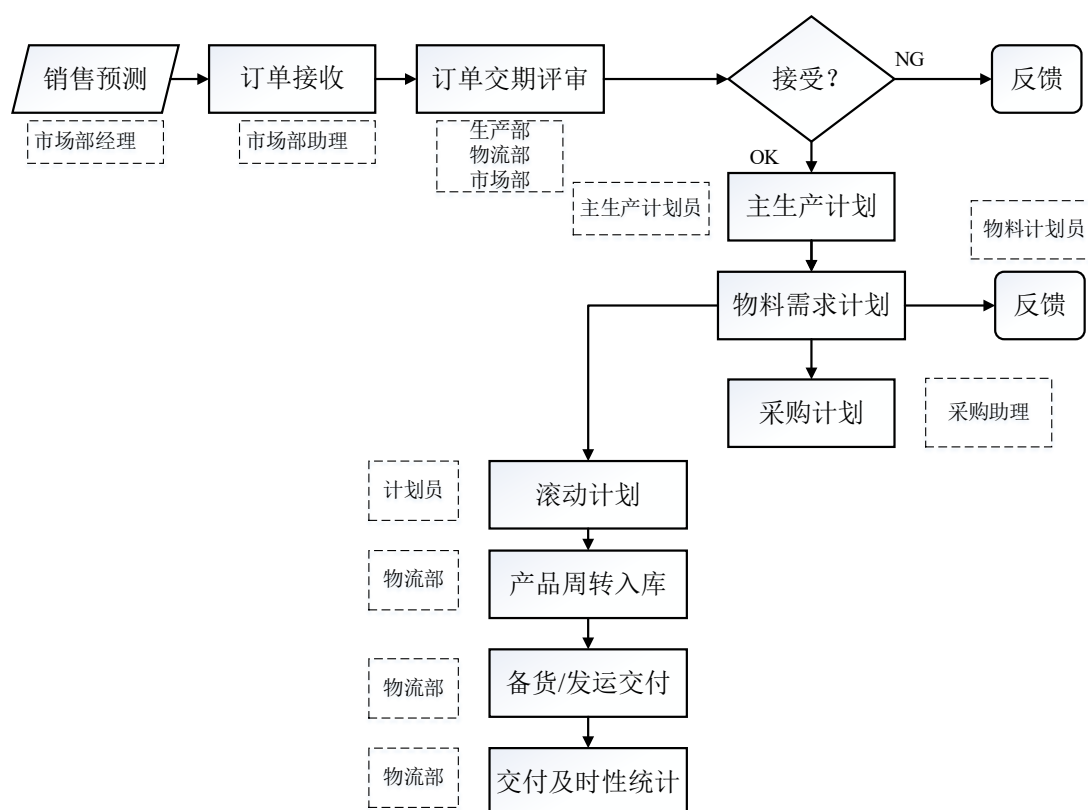 销售预测
订单接收
订单交期评审
接受？
NG
反馈
市场部经理
市场部助理
生产部
物流部
市场部
OK
主生产计划员
主生产计划
物料计划员
物料需求计划
反馈
采购计划
采购助理
计划员
滚动计划
物流部
产品周转入库
物流部
备货/发运交付
物流部
交付及时性统计